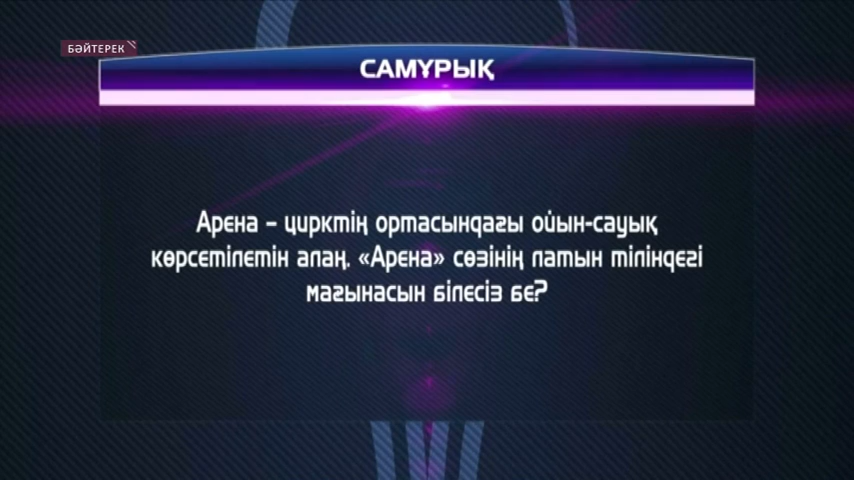 БӘЙТЕРЕК
САМҰРЫҚ
Арена – цирктің ортасындағы ойын-сауық
көрсетілетін алаң. «Арена» сөзінің латын тіліндегі
мағынасын білесіз бе?